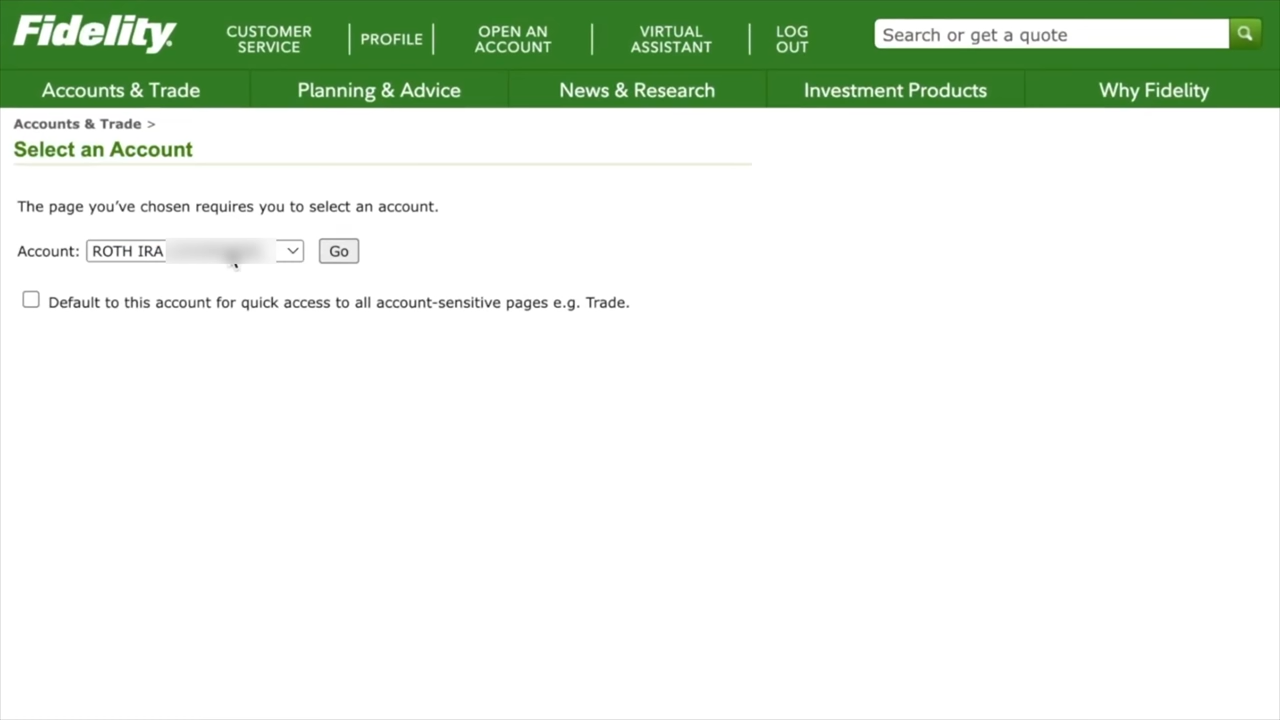 Fidelity
CUSTOMER
SERVICE
PROFILE
OPEN AN
ACCOUNT
VIRTUAL
ASSISTANT
LOG
OUT
Search or get a quote
Accounts & Trade
Planning & Advice
News & Research
Investment Products
Why Fidelity
Accounts & Trade >
Select an Account
The page you've chosen requires you to select an account.
Account: ROTH IRA Go
Default to this account for quick access to all account-sensitive pages e.g. Trade.